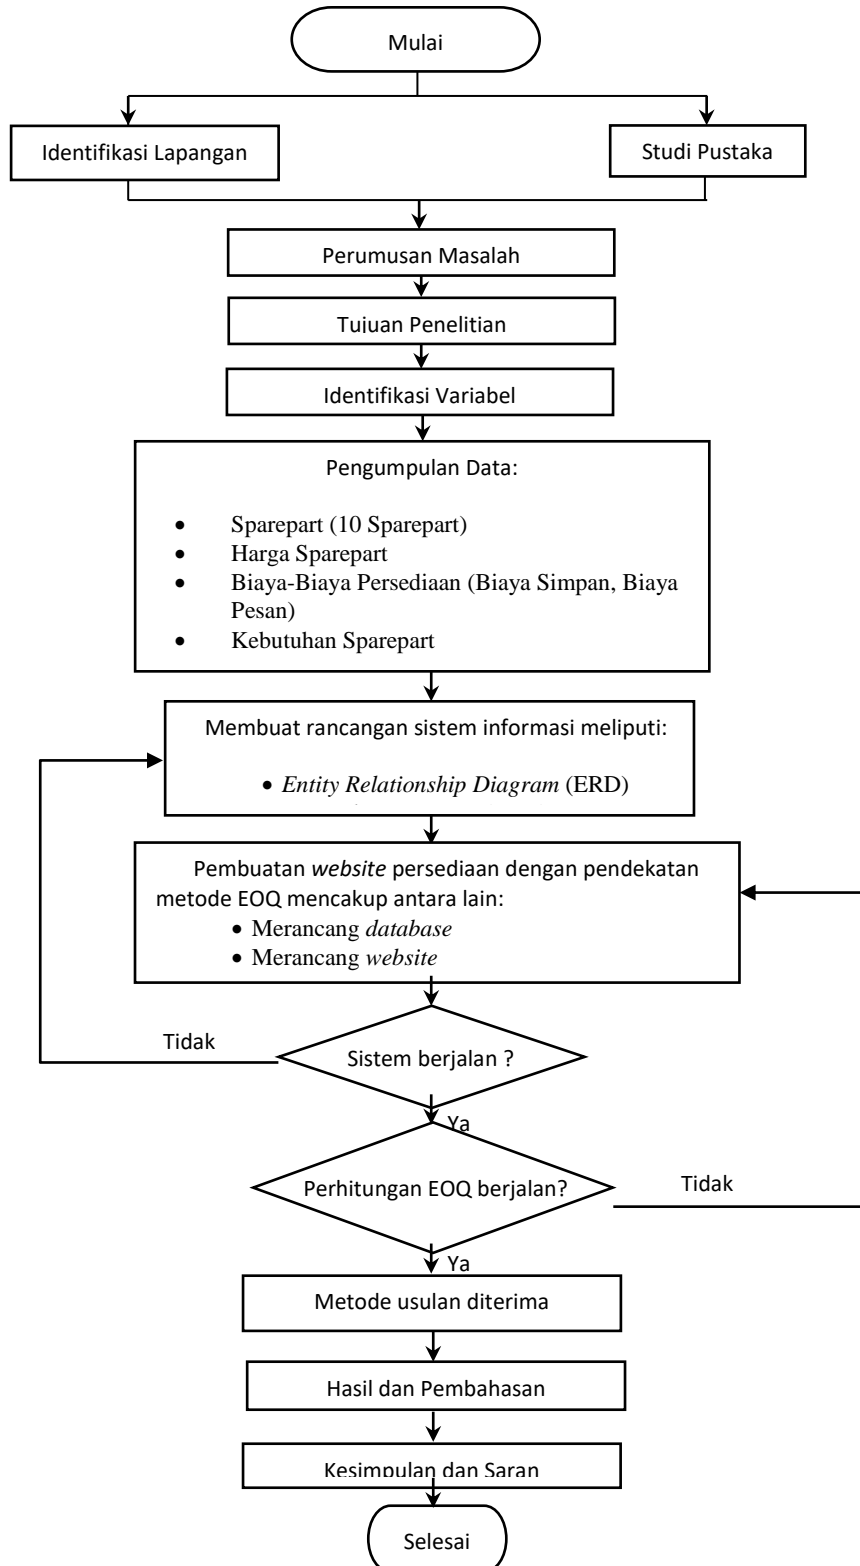 Mulai
Identifikasi Lapangan
Studi Pustaka
Perumusan Masalah
Tujuan Penelitian
Identifikasi Variabel
Pengumpulan Data:
• Sparepart (10 Sparepart)
• Harga Sparepart
• Biaya-Biaya Persediaan (Biaya Simpan, Biaya
Pesan)
• Kebutuhan Sparepart
Membuat rancangan sistem informasi meliputi:
• Entity Relationship Diagram (ERD)
Pembuatan website persediaan dengan pendekatan
metode EOQ mencakup antara lain:
• Merancang database
• Merancang website
Tidak
Sistem berjalan ?
Ya
Perhitungan EOQ berjalan?
Tidak
Ya
Metode usulan diterima
Hasil dan Pembahasan
Kesimpulan dan Saran
Selesai